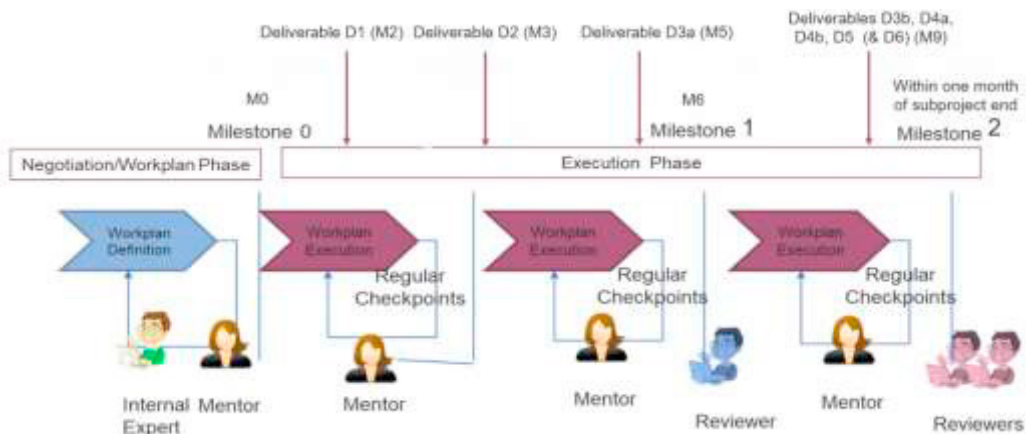 Deliverable D1 (M2) Deliverable D2 (M3) Deliverable D3a (M5) Deliverables D3b, D4a,
D4b, D5 (& D6) (M9)
M0
M6
Within one month
of subproject end
Milestone 0
Milestone 1
Milestone 2
Negotiation/Workplan Phase
Execution Phase
Workplan
Definition
Workplan
Execution
Workplan
Execution
Workplan
Execution
Regular
Checkpoints
Regular
Checkpoints
Regular
Checkpoints
Internal
Expert
Mentor
Mentor
Mentor
Reviewer
Mentor
Reviewers